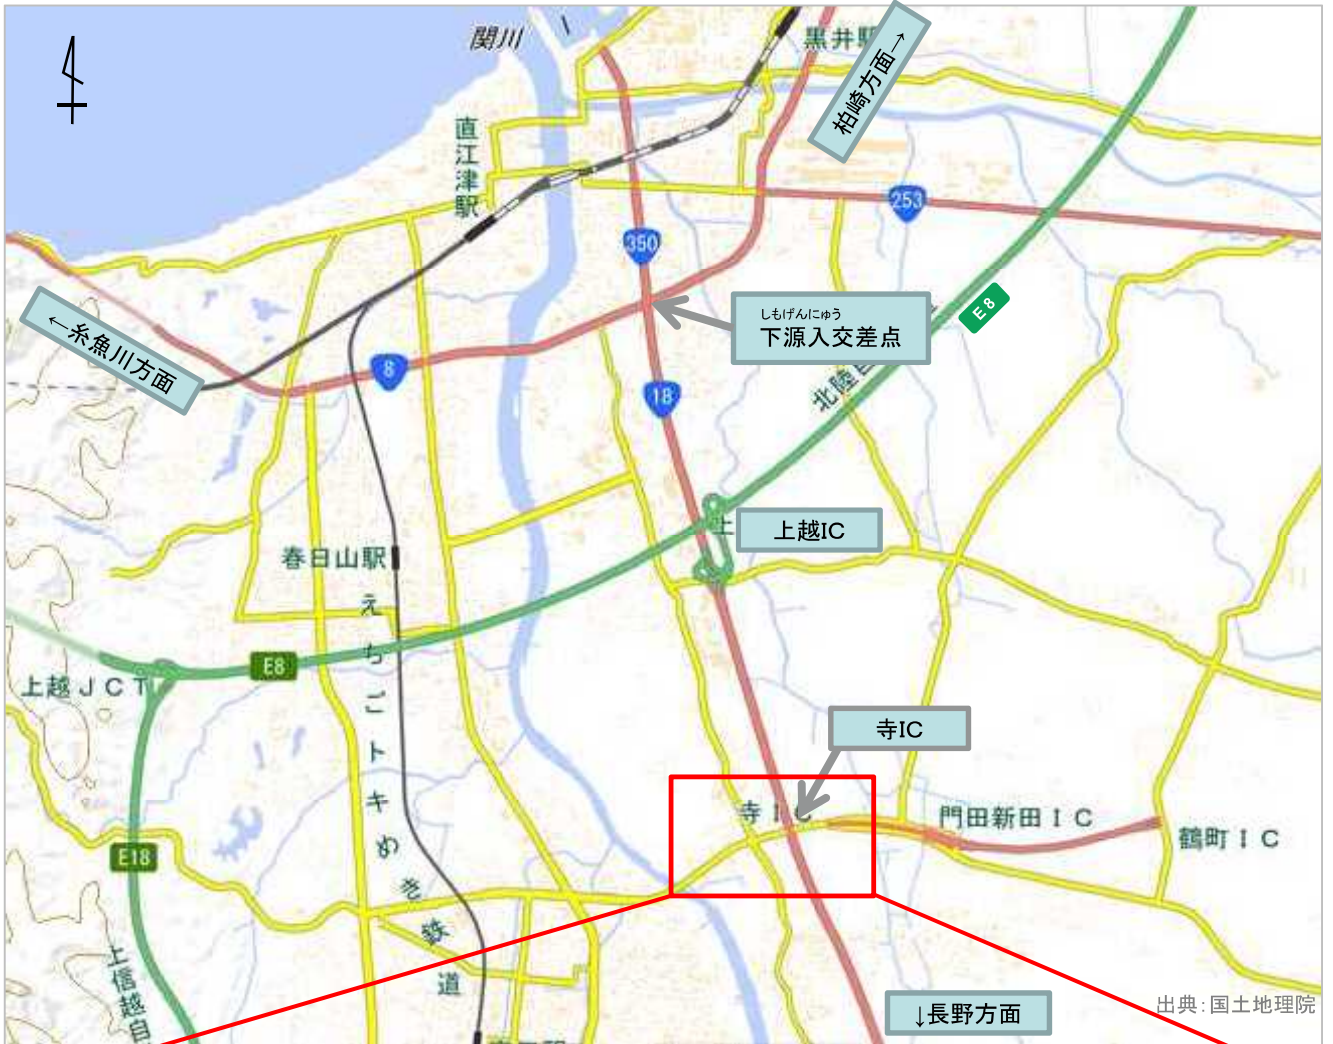 関川
黒井駅
柏崎方面→
直江津駅
253
350
E8
しもげんにゅう
下源入交差点
←糸魚川方面
8
18
北陸自
上越IC
春日山駅
えちごトキめき鉄道
E8
上越JCT
寺IC
寺IC
門田新田IC
鶴町IC
E18
上信越自
↓長野方面
出典：国土地理院